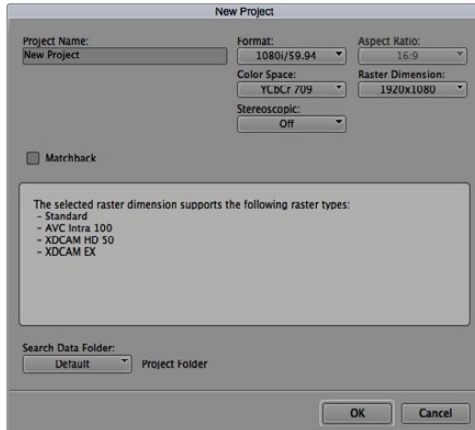 New Project
Project Name:
New Project
Format:
1080i/59.94
Aspect Ratio:
16:9
Color Space:
YCbCr 709
Raster Dimension:
1920x1080
Stereoscopic:
Off
Matchback
The selected raster dimension supports the following raster types:
- Standard
- AVC Intra 100
- XDCAM HD 50
- XDCAM EX
Search Data Folder:
Default
Project Folder
OK
Cancel